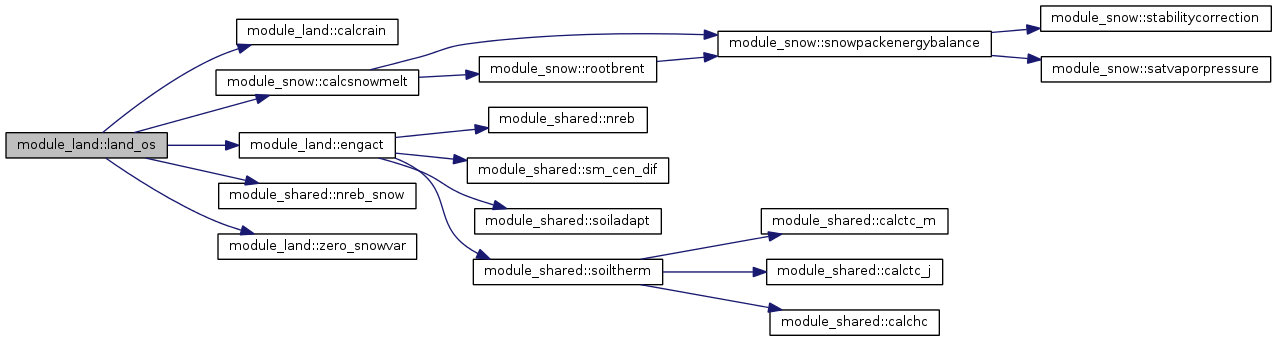 module_land::land_os
module_land::calcrain
module_snow::calcsnowmelt
module_land::engact
module_shared::nreb_snow
module_land::zero_snowvar
module_snow::rootbrent
module_shared::nreb
module_shared::sm_cen_dif
module_shared::soiladapt
module_shared::soiltherm
module_snow::snowpackenergybalance
module_shared::calctc_m
module_shared::calctc_j
module_shared::calchc
module_snow::stabilitycorrection
module_snow::satvaporpressure